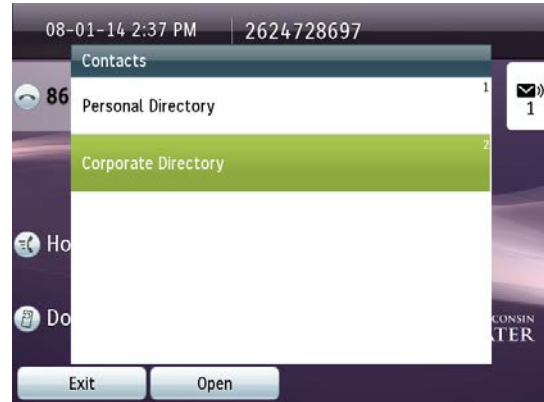 08-01-14 2:37 PM 2624728697
Contacts
86
Personal Directory 1
1
Corporate Directory 2
Ho
Do
CONSIN
TER
Exit Open